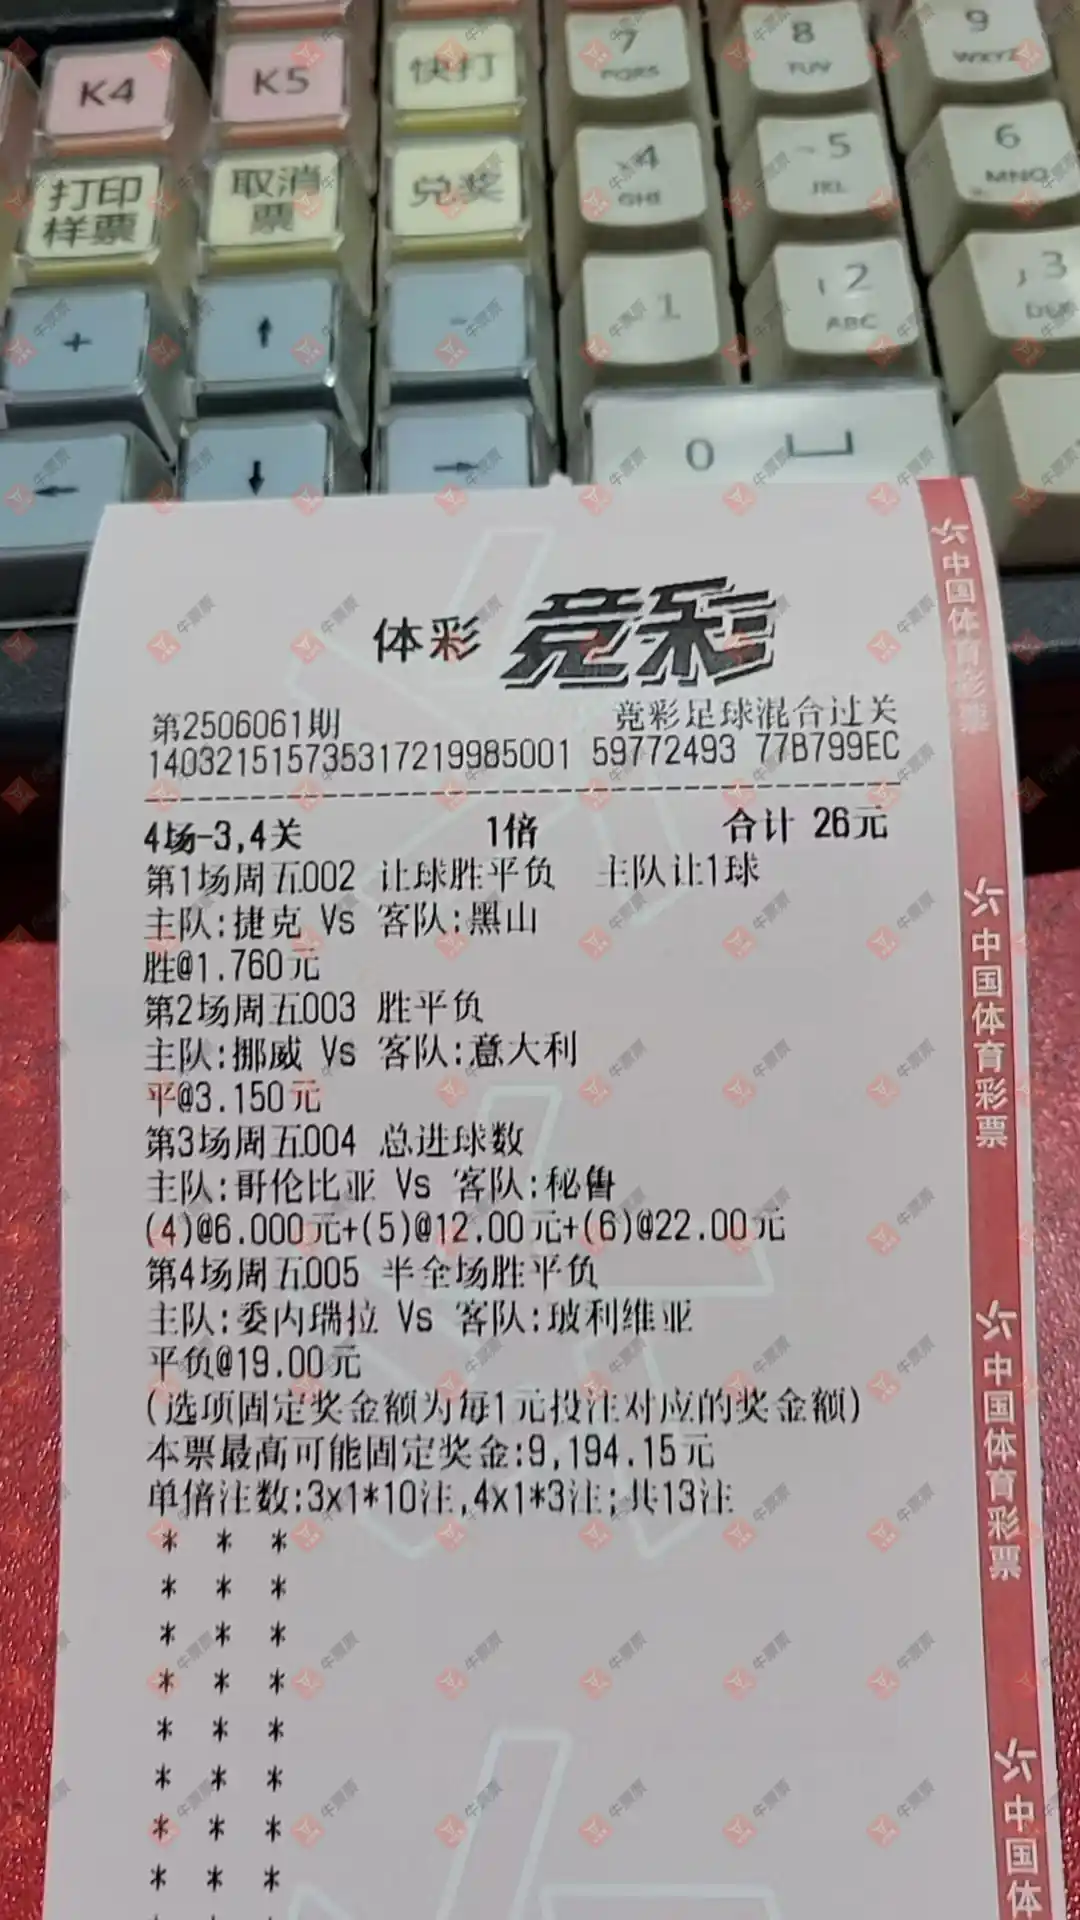 K4 K5 快打 7 PQRS 8 TUV 9 WXYZ
打印样票 取消票 兑奖 4 GHI 5 JKL 6 MNO
+ ↑ - 1 2 ABC 3
← ↓ → 0
体彩 竞彩
第2506061期 竞彩足球混合过关
140321515735317219985001 59772493 77B799EC
4场-3,4关 1倍 合计 26元
第1场周五002 让球胜平负 主队让1球
主队:捷克 Vs 客队:黑山
胜@1.760元
第2场周五003 胜平负
主队:挪威 Vs 客队:意大利
平@3.150元
第3场周五004 总进球数
主队:哥伦比亚 Vs 客队:秘鲁
(4)@6.000元+(5)@12.00元+(6)@22.00元
第4场周五005 半全场胜平负
主队:委内瑞拉 Vs 客队:玻利维亚
平负@19.00元
(选项固定奖金额为每1元投注对应的奖金额)
本票最高可能固定奖金:9,194.15元
单倍注数:3x1*10注,4x1*3注;共13注
* * *
* * *
* * *
* * *
* * *
* * *
* * *
* * *
中国体育彩票
中国体育彩票
中国体育彩票
中国体
牛票票